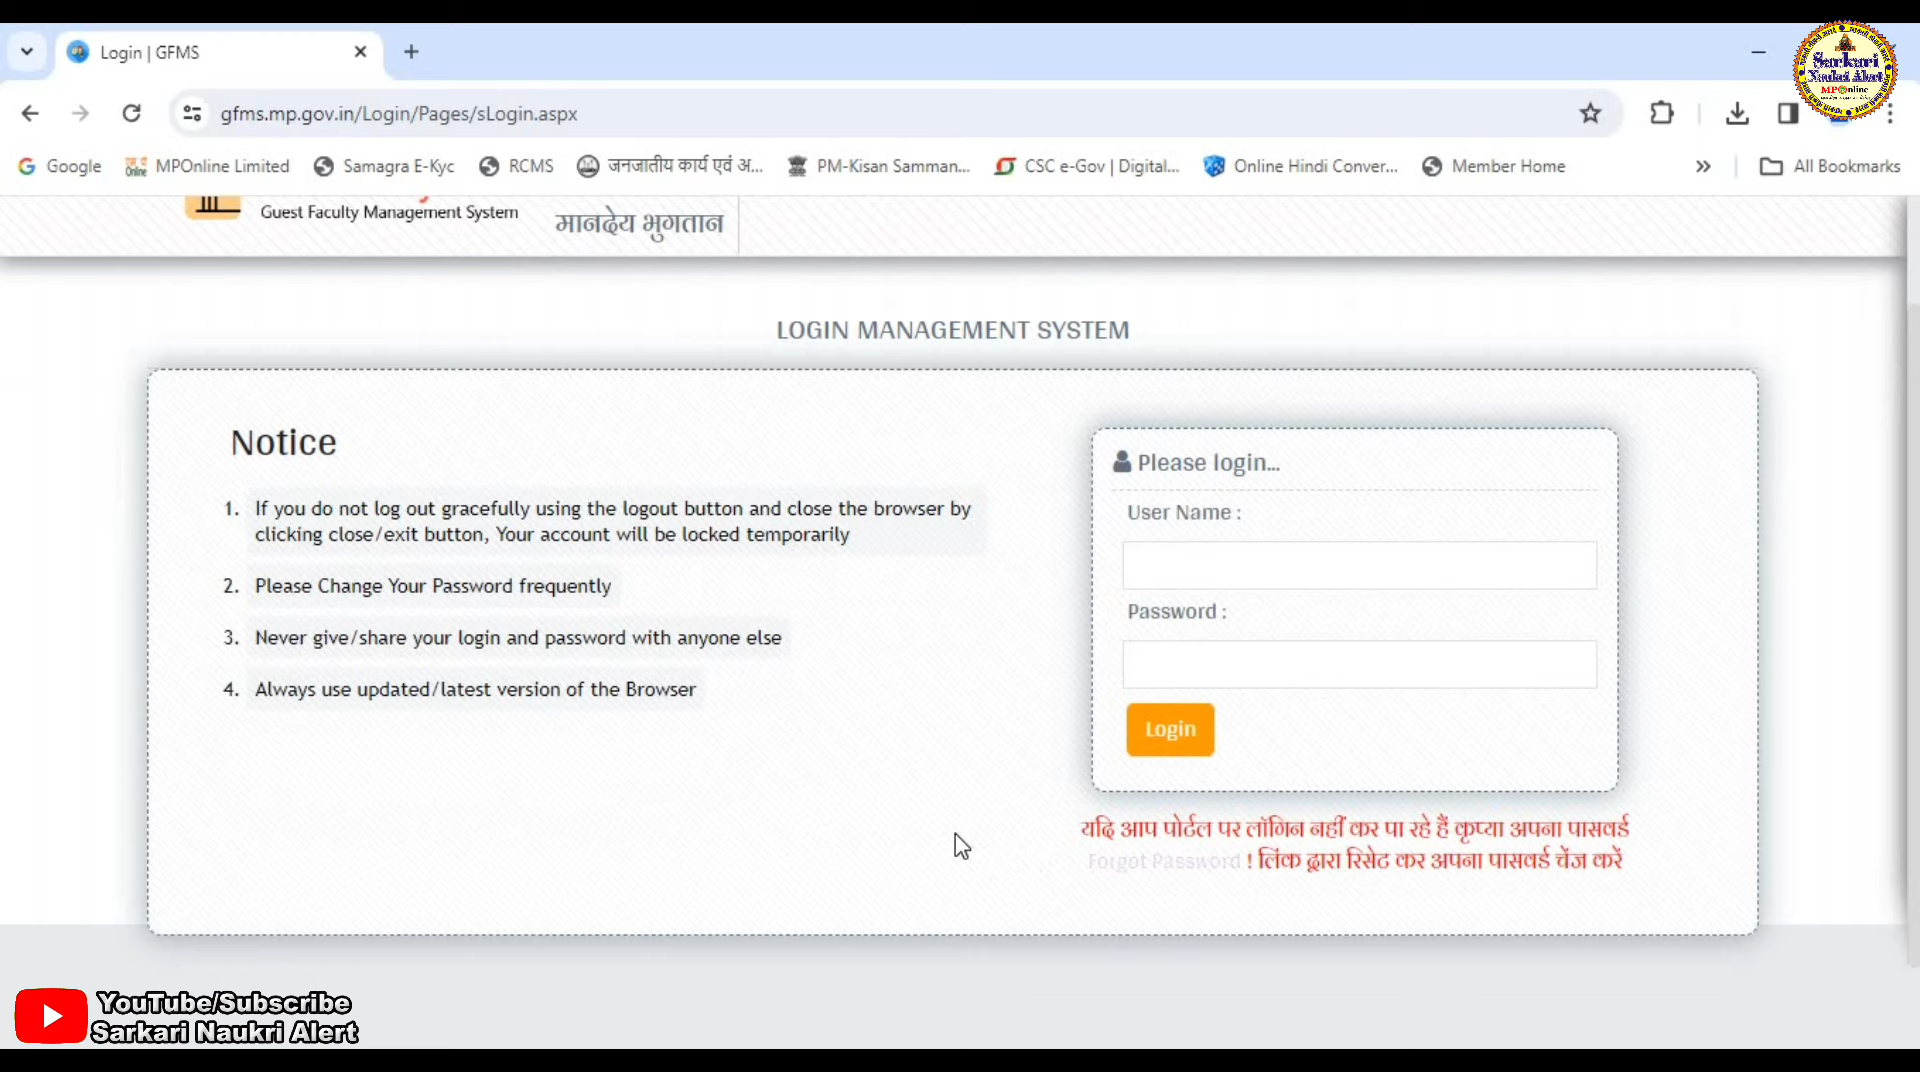 Login | GFMS
gfms.mp.gov.in/Login/Pages/sLogin.aspx
Sarkari
Naukri Alert
MPOnline
Google MPOnline Limited Samagra E-Kyc RCMS जनजातीय कार्य एवं अ... PM-Kisan Samman... CSC e-Gov | Digital... Online Hindi Conver... Member Home » All Bookmarks
Guest Faculty Management System
मानदेय भुगतान
LOGIN MANAGEMENT SYSTEM
Notice
1. If you do not log out gracefully using the logout button and close the browser by
clicking close/exit button, Your account will be locked temporarily
2. Please Change Your Password frequently
3. Never give/share your login and password with anyone else
4. Always use updated/latest version of the Browser
Please login...
User Name :
Password :
Login
यदि आप पोर्टल पर लॉगिन नहीं कर पा रहे हैं कृप्या अपना पासवर्ड
Forgot Password ! लिंक द्वारा रिसेट कर अपना पासवर्ड चेंज करें
YouTube/Subscribe
Sarkari Naukri Alert